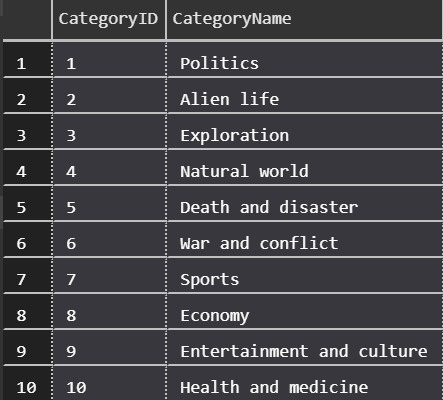 CategoryID CategoryName
1 1 Politics
2 2 Alien life
3 3 Exploration
4 4 Natural world
5 5 Death and disaster
6 6 War and conflict
7 7 Sports
8 8 Economy
9 9 Entertainment and culture
10 10 Health and medicine